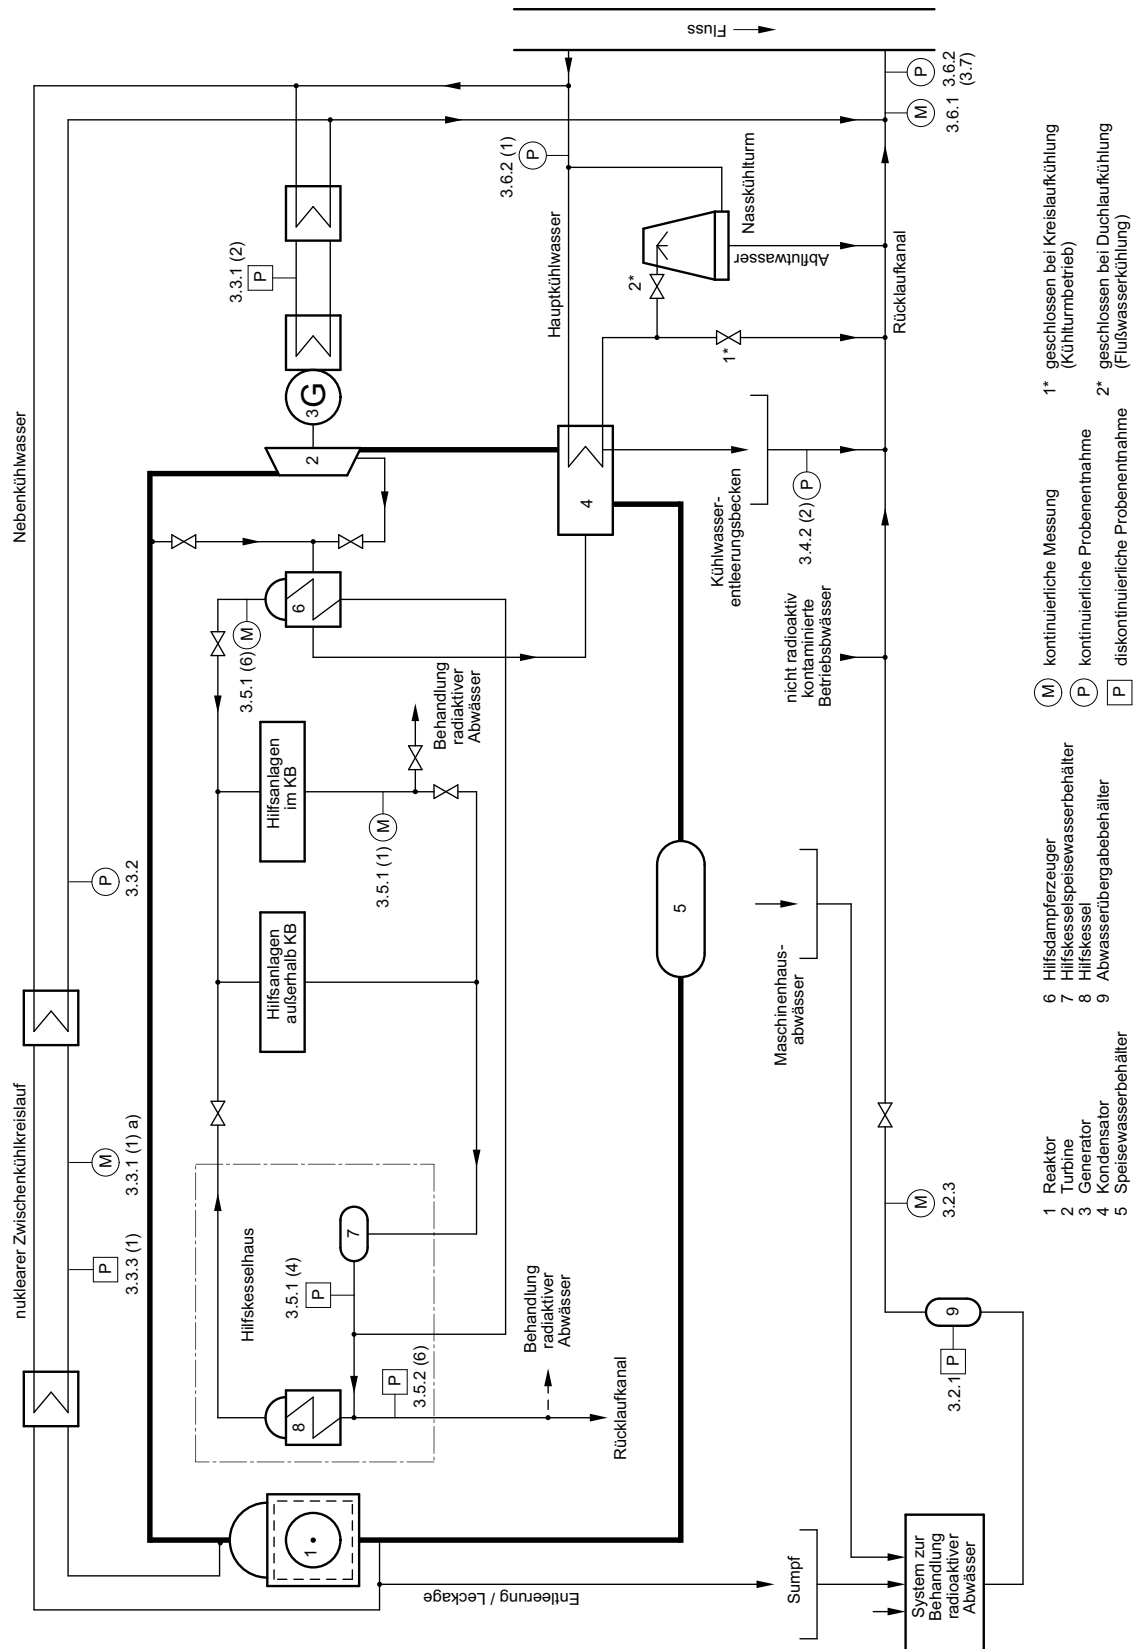 Fluss
Nebenkühlwasser
nuklearer Zwischenkühlkreislauf
P
3.3.3 (1)
M
3.3.1 (1) a)
P
3.3.2
3.3.1 (2)
P
3.6.2 (1)
P
M
3.6.1
P
3.6.2
(3.7)
Hauptkühlwasser
Nasskühlturm
Abflutwasser
2*
1*
Rücklaufkanal
G
3
2
4
6
3.5.1 (6)
M
Hilfsanlagen
im KB
Hilfsanlagen
außerhalb KB
3.5.1 (1)
M
Behandlung
radiaktiver
Abwässer
Hilfskesselhaus
7
3.5.1 (4)
P
8
P
3.5.2 (6)
Behandlung
radiaktiver
Abwässer
Rücklaufkanal
1
5
Kühlwasser-
entleerungsbecken
3.4.2 (2)
P
nicht radioaktiv
kontaminierte
Betriebsbwässer
Maschinenhaus-
abwässer
Entleerung / Leckage
Sumpf
System zur
Behandlung
radioaktiver
Abwässer
9
3.2.1
P
M
3.2.3
1 Reaktor
2 Turbine
3 Generator
4 Kondensator
5 Speisewasserbehälter
6 Hilfsdampferzeuger
7 Hilfskesselspeisewasserbehälter
8 Hilfskessel
9 Abwasserübergabebehälter
M kontinuierliche Messung
P kontinuierliche Probenentnahme
P diskontinuierliche Probenentnahme
1* geschlossen bei Kreislaufkühlung
(Kühlturmbetrieb)
2* geschlossen bei Duchlaufkühlung
(Flußwasserkühlung)